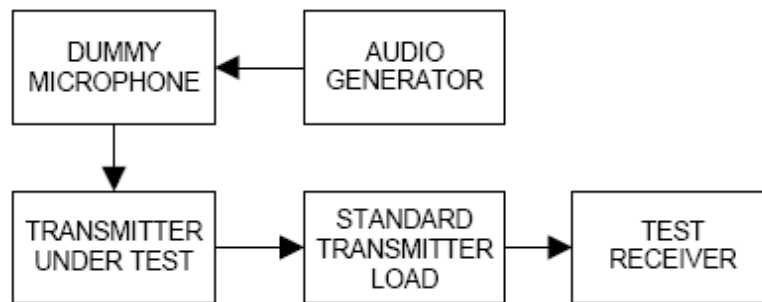 DUMMY
MICROPHONE
AUDIO
GENERATOR
TRANSMITTER
UNDER TEST
STANDARD
TRANSMITTER
LOAD
TEST
RECEIVER